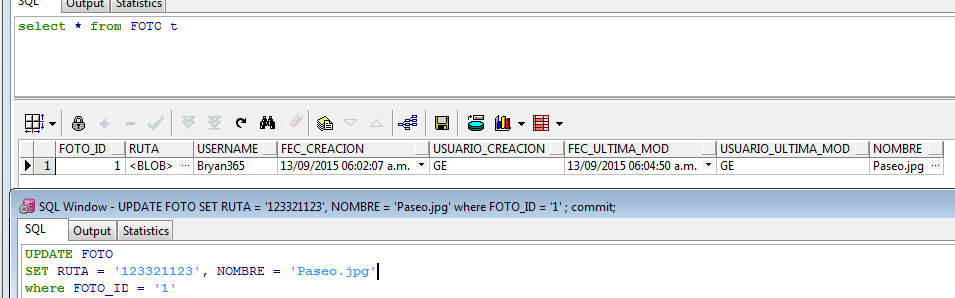 SQL Output Statistics
select * from FOTO t
FOTO_ID RUTA USERNAME FEC_CREACION USUARIO_CREACION FEC_ULTIMA_MOD USUARIO_ULTIMA_MOD NOMBRE
1 1 <BLOB> ... Bryan365 13/09/2015 06:02:07 a.m. GE 13/09/2015 06:04:50 a.m. GE Paseo.jpg ...
SQL Window - UPDATE FOTO SET RUTA = '123321123', NOMBRE = 'Paseo.jpg' where FOTO_ID = '1' ; commit;
SQL Output Statistics
UPDATE FOTO
SET RUTA = '123321123', NOMBRE = 'Paseo.jpg'
where FOTO_ID = '1'